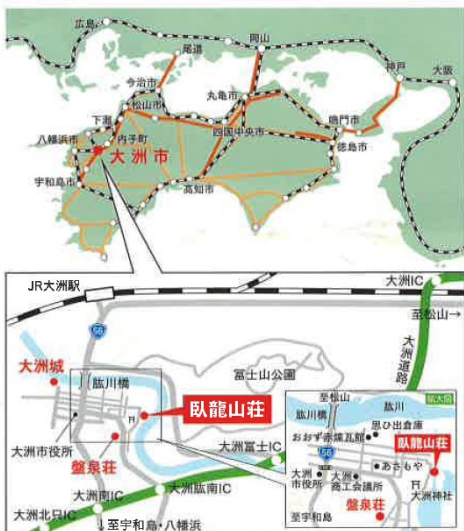 広島
岡山
尾道
神戸
大阪
今治市
丸亀市
松山市
下灘
鳴門市
八幡浜市
内子町
四国中央市
徳島市
大洲市
宇和島市
高知市
JR大洲駅
大洲IC
56
至松山→
大洲道路
大洲城
肱川橋
冨士山公園
臥龍山荘
大洲市役所
盤泉荘
大洲冨士IC
大洲肱南IC
大洲南IC
大洲北只IC
↓至宇和島・八幡浜
拡大図
至松山
肱川
肱川橋
思ひ出倉庫
おおず赤煉瓦館
臥龍山荘
56
あさもや
大洲市役所
大洲商工会議所
大洲神社
盤泉荘
至宇和島